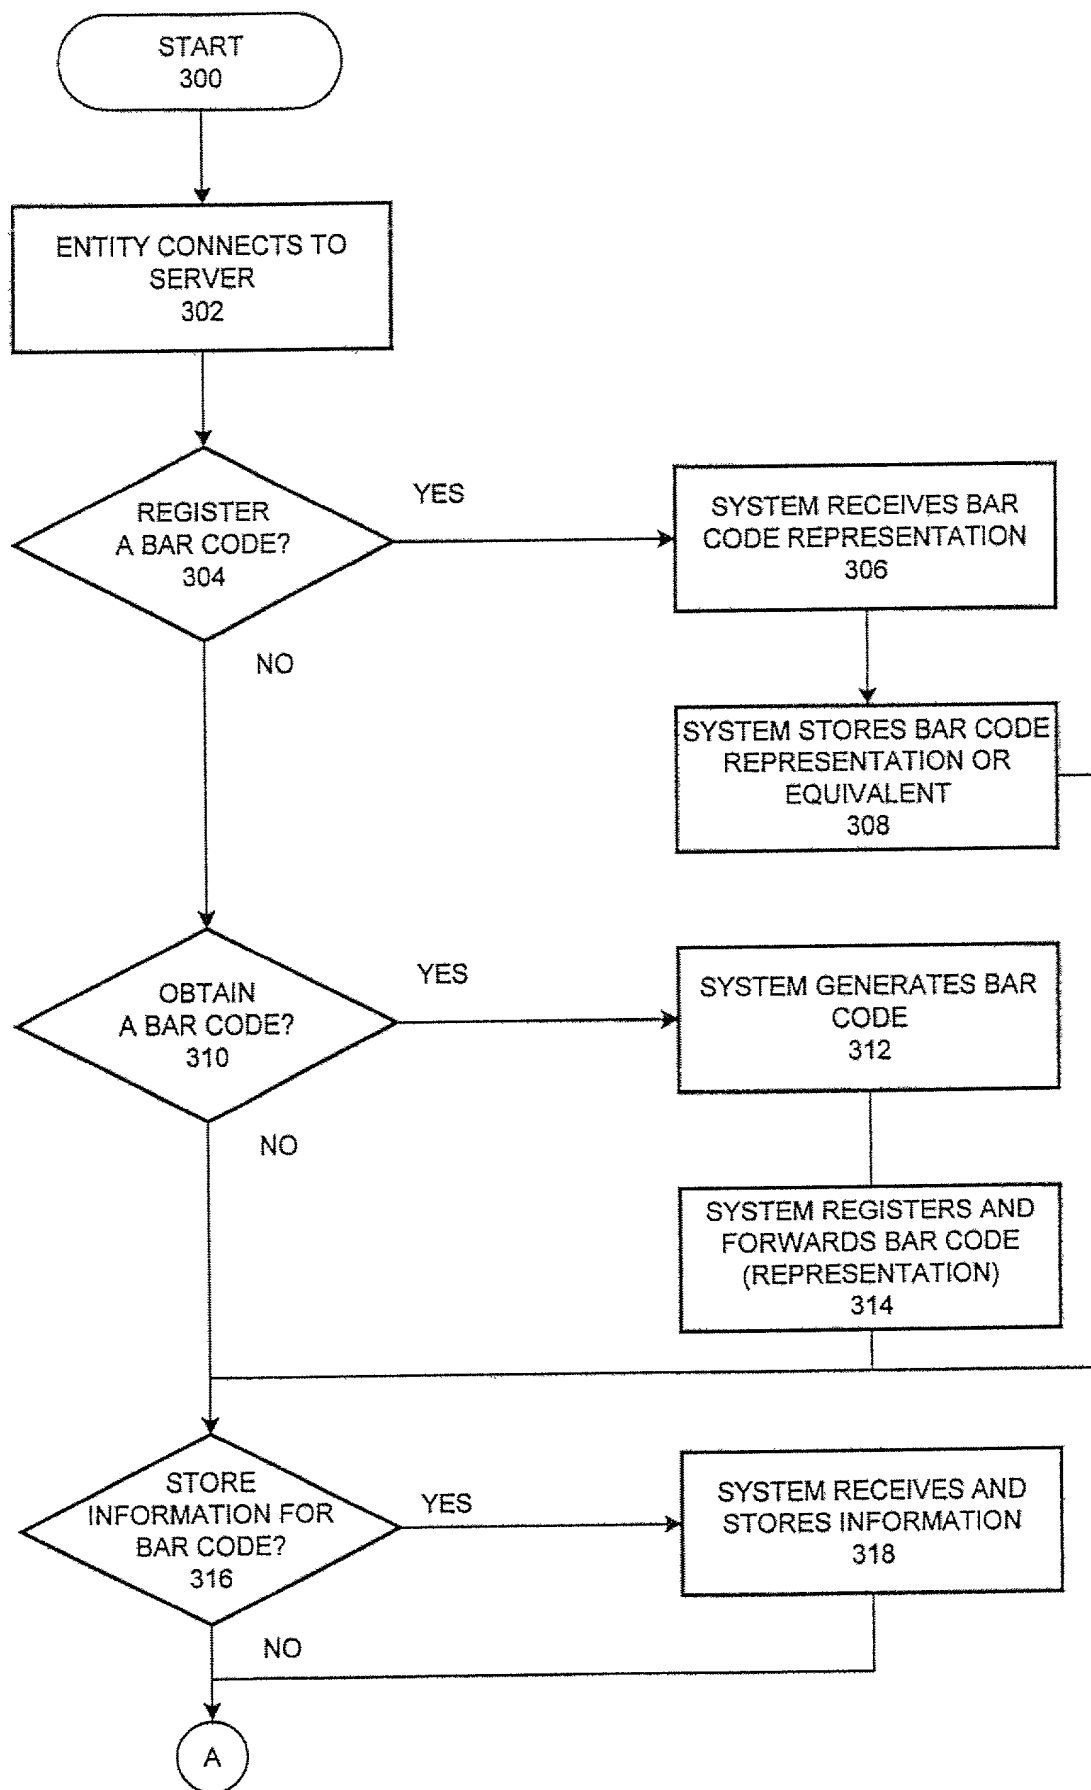 START
300
ENTITY CONNECTS TO
SERVER
302
REGISTER
A BAR CODE?
304
YES
NO
SYSTEM RECEIVES BAR
CODE REPRESENTATION
306
SYSTEM STORES BAR CODE
REPRESENTATION OR
EQUIVALENT
308
OBTAIN
A BAR CODE?
310
YES
NO
SYSTEM GENERATES BAR
CODE
312
SYSTEM REGISTERS AND
FORWARDS BAR CODE
(REPRESENTATION)
314
STORE
INFORMATION FOR
BAR CODE?
316
YES
NO
SYSTEM RECEIVES AND
STORES INFORMATION
318
A